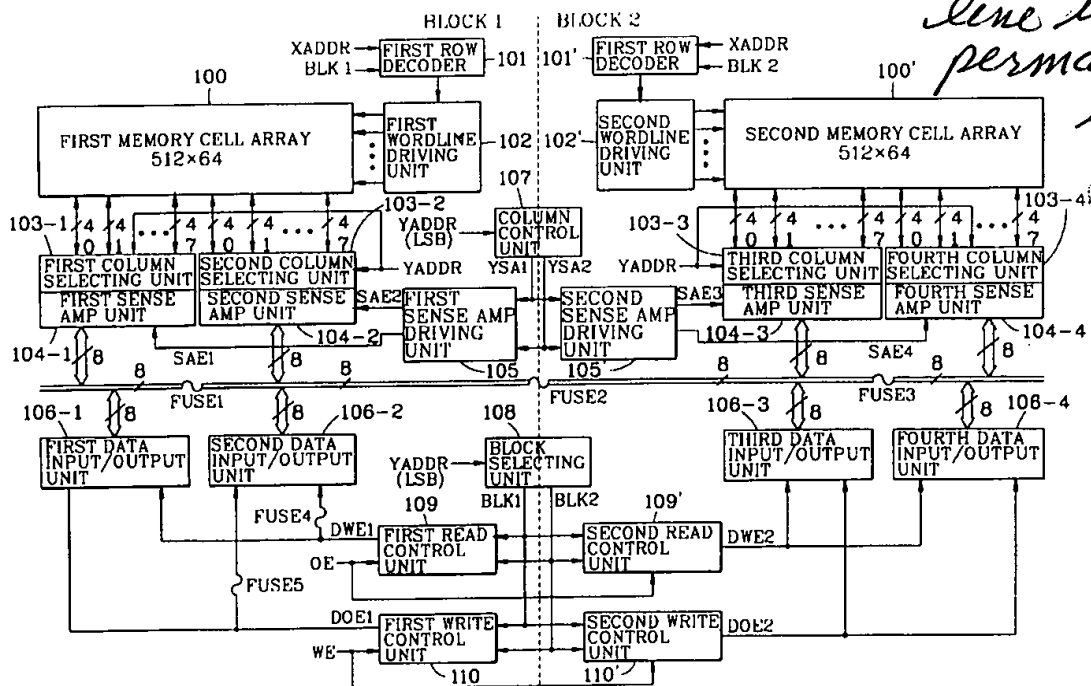 line
perma
BLOCK 1 BLOCK 2
XADDR
BLK 1
FIRST ROW
DECODER
101
101'
FIRST ROW
DECODER
XADDR
BLK 2
100
100'
FIRST MEMORY CELL ARRAY
512×64
FIRST
WORDLINE
DRIVING
UNIT
102
102'
SECOND
WORDLINE
DRIVING
UNIT
SECOND MEMORY CELL ARRAY
512×64
103-1
4 4 4 4 4 4
0 1 7 0 1 7
103-2
107
YADDR
(LSB)
COLUMN
CONTROL
UNIT
YSA1 YSA2
103-3
4 4 4 4 4 4
0 1 7 0 1 7
103-4
FIRST COLUMN
SELECTING UNIT
FIRST SENSE
AMP UNIT
SECOND COLUMN
SELECTING UNIT
SECOND SENSE
AMP UNIT
YADDR
YADDR
THIRD COLUMN
SELECTING UNIT
THIRD SENSE
AMP UNIT
FOURTH COLUMN
SELECTING UNIT
FOURTH SENSE
AMP UNIT
SAE2
FIRST
SENSE AMP
DRIVING
UNIT
SECOND
SENSE AMP
DRIVING
UNIT
SAE3
104-1
104-2
104-3
104-4
SAE1
105
105'
SAE4
8 8 8 8
8 8 8 8
FUSE1
FUSE2
FUSE3
106-1
8
106-2
8
108
106-3
8
106-4
8
FIRST DATA
INPUT/OUTPUT
UNIT
SECOND DATA
INPUT/OUTPUT
UNIT
YADDR
(LSB)
BLOCK
SELECTING
UNIT
BLK1 BLK2
THIRD DATA
INPUT/OUTPUT
UNIT
FOURTH DATA
INPUT/OUTPUT
UNIT
FUSE4
DWE1
109
FIRST READ
CONTROL
UNIT
109'
SECOND READ
CONTROL
UNIT
DWE2
OE
FUSE5
DOE1
FIRST WRITE
CONTROL
UNIT
SECOND WRITE
CONTROL
UNIT
DOE2
WE
110
110'